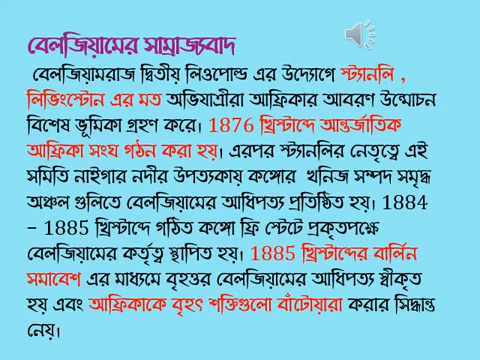 বেলজিয়ামের সাম্রাজ্যবাদ
বেলজিয়ামরাজ দ্বিতীয় লিওপোল্ড এর উদ্যোগে স্ট্যানলি ,
লিভিংস্টোন এর মত অভিযাত্রীরা আফ্রিকার আবরণ উন্মোচন
বিশেষ ভূমিকা গ্রহণ করে। 1876 খ্রিস্টাব্দে আন্তর্জাতিক
আফ্রিকা সংঘ গঠন করা হয়। এরপর স্ট্যানলির নেতৃত্বে এই
সমিতি নাইগার নদীর উপত্যকায় কঙ্গোর খনিজ সম্পদ সমৃদ্ধ
অঞ্চল গুলিতে বেলজিয়ামের আধিপত্য প্রতিষ্ঠিত হয়। 1884
– 1885 খ্রিস্টাব্দে গঠিত কঙ্গো ফ্রি স্টেটে প্রকৃতপক্ষে
বেলজিয়ামের কর্তৃত্ব স্থাপিত হয়। 1885 খ্রিস্টাব্দের বার্লিন
সমাবেশ এর মাধ্যমে বৃহত্তর বেলজিয়ামের আধিপত্য স্বীকৃত
হয় এবং আফ্রিকাকে বৃহৎ শক্তিগুলো বাঁটোয়ারা করার সিদ্ধান্ত
নেয়।